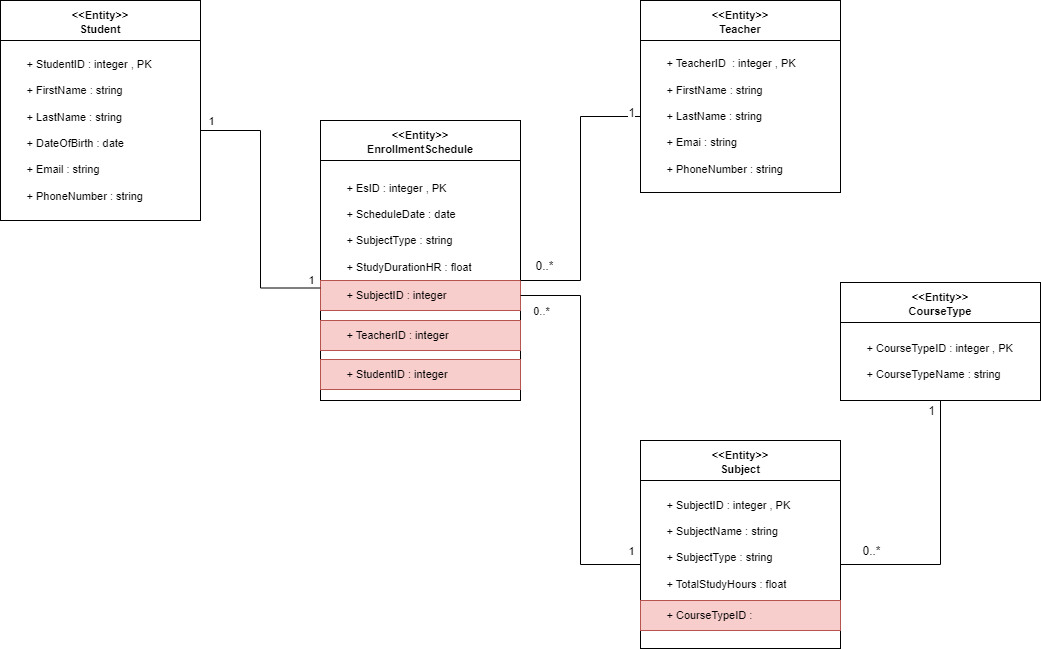 <<Entity>>
Student
+ StudentID : integer , PK
+ FirstName : string
+ LastName : string
+ DateOfBirth : date
+ Email : string
+ PhoneNumber : string
1
1
<<Entity>>
EnrollmentSchedule
+ EsID : integer , PK
+ ScheduleDate : date
+ SubjectType : string
+ StudyDurationHR : float
+ SubjectID : integer
+ TeacherID : integer
+ StudentID : integer
0..*
0..*
1
<<Entity>>
Teacher
+ TeacherID : integer , PK
+ FirstName : string
+ LastName : string
+ Emai : string
+ PhoneNumber : string
<<Entity>>
CourseType
+ CourseTypeID : integer , PK
+ CourseTypeName : string
1
0..*
1
<<Entity>>
Subject
+ SubjectID : integer , PK
+ SubjectName : string
+ SubjectType : string
+ TotalStudyHours : float
+ CourseTypeID :